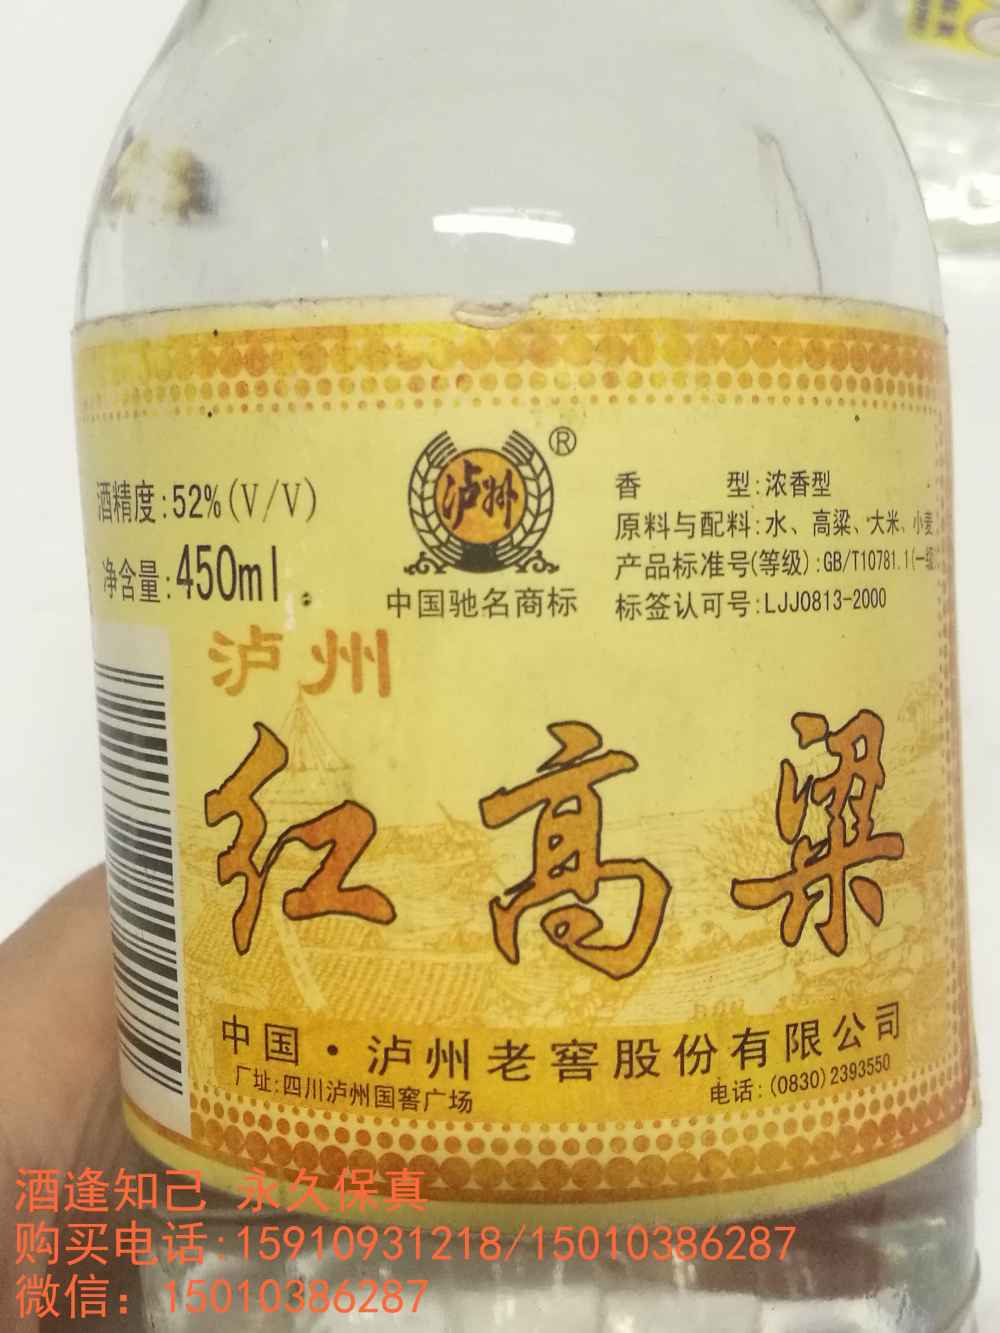 酒精度:52%(V/V)
净含量:450ml
泸州
®
中国驰名商标
香 型:浓香型
原料与配料:水、高粱、大米、小麦
产品标准号(等级):GB/T10781.1(一级
标签认可号:LJJ0813-2000
泸州
红高粱
中国·泸州老窖股份有限公司
厂址:四川泸州国窖广场
电话:(0830)2393550
酒逢知己 永久保真
购买电话:15910931218/15010386287
微信：15010386287